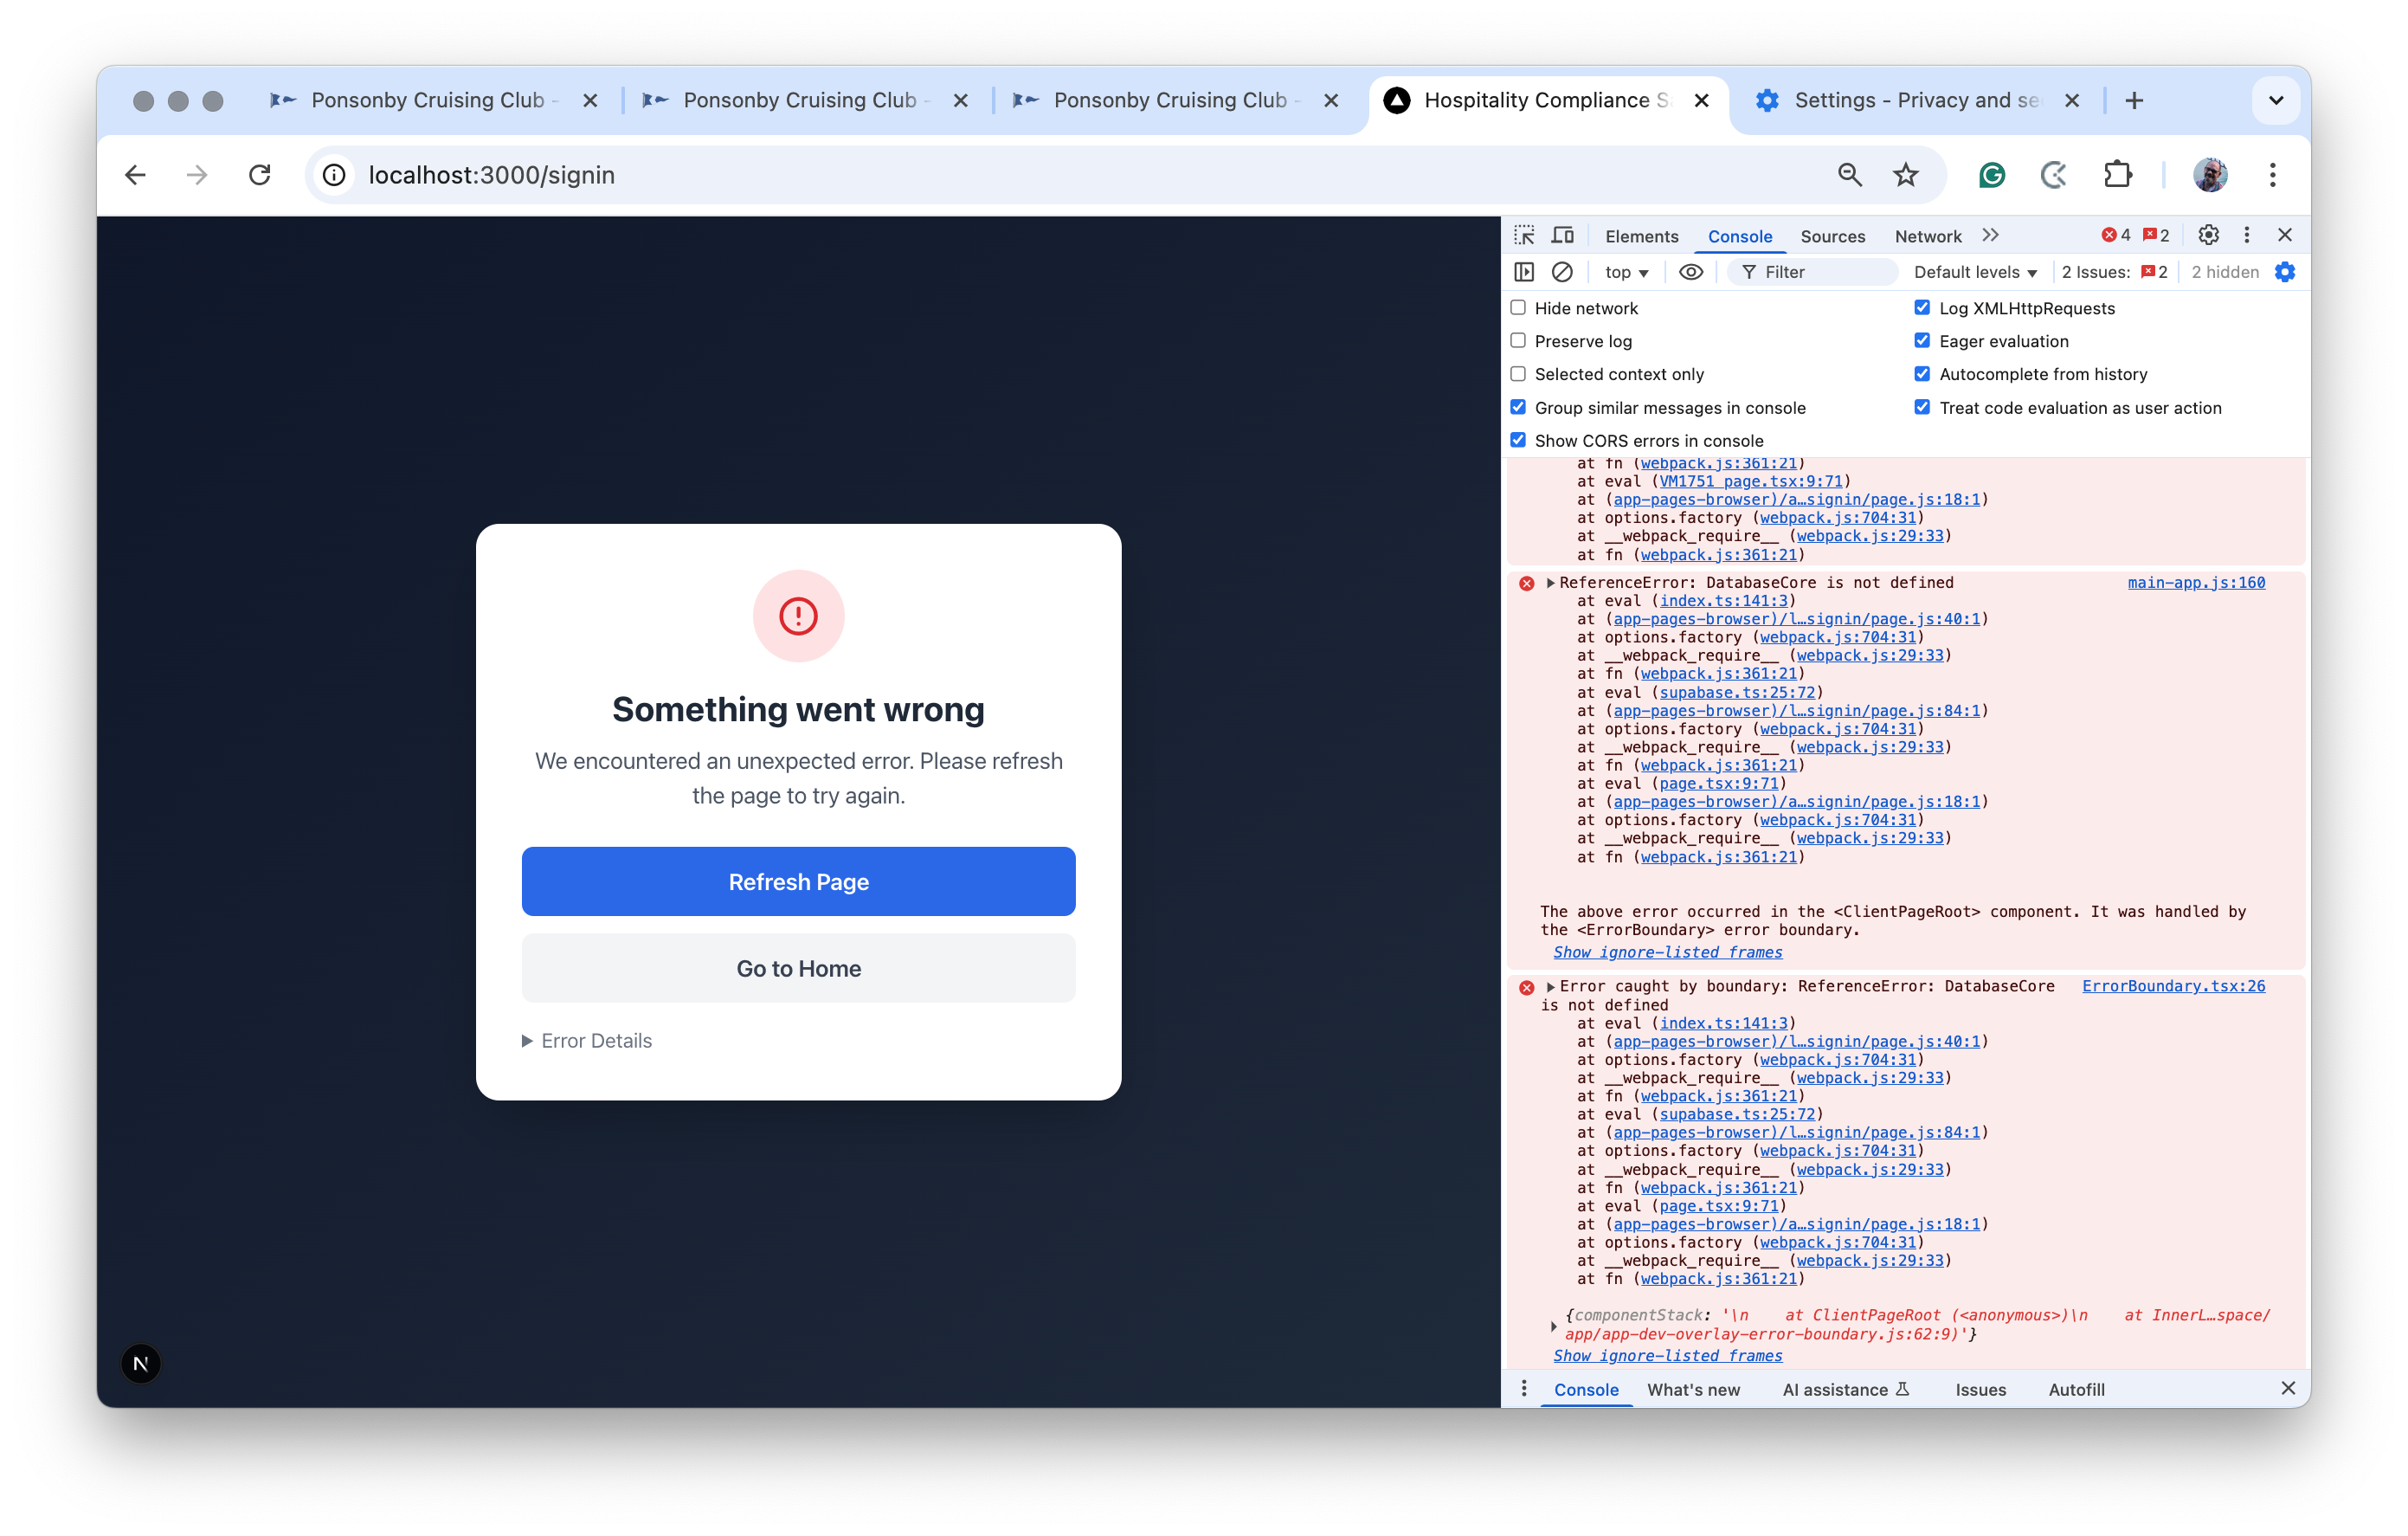 Ponsonby Cruising Club -
Ponsonby Cruising Club -
Ponsonby Cruising Club -
Hospitality Compliance S
Settings - Privacy and se
localhost:3000/signin
Something went wrong
We encountered an unexpected error. Please refresh
the page to try again.
Refresh Page
Go to Home
Error Details
N
Elements Console Sources Network 4 2
top Filter Default levels 2 Issues: 2 2 hidden
Hide network Log XMLHttpRequests
Preserve log Eager evaluation
Selected context only Autocomplete from history
Group similar messages in console Treat code evaluation as user action
Show CORS errors in console
at fn (webpack.js:361:21)
at eval (VM1751 page.tsx:9:71)
at (app-pages-browser)/a…signin/page.js:18:1)
at options.factory (webpack.js:704:31)
at __webpack_require__ (webpack.js:29:33)
at fn (webpack.js:361:21)
ReferenceError: DatabaseCore is not defined main-app.js:160
at eval (index.ts:141:3)
at (app-pages-browser)/l…signin/page.js:40:1)
at options.factory (webpack.js:704:31)
at __webpack_require__ (webpack.js:29:33)
at fn (webpack.js:361:21)
at eval (supabase.ts:25:72)
at (app-pages-browser)/l…signin/page.js:84:1)
at options.factory (webpack.js:704:31)
at __webpack_require__ (webpack.js:29:33)
at fn (webpack.js:361:21)
at eval (page.tsx:9:71)
at (app-pages-browser)/a…signin/page.js:18:1)
at options.factory (webpack.js:704:31)
at __webpack_require__ (webpack.js:29:33)
at fn (webpack.js:361:21)
The above error occurred in the <ClientPageRoot> component. It was handled by
the <ErrorBoundary> error boundary.
Show ignore-listed frames
Error caught by boundary: ReferenceError: DatabaseCore ErrorBoundary.tsx:26
is not defined
at eval (index.ts:141:3)
at (app-pages-browser)/l…signin/page.js:40:1)
at options.factory (webpack.js:704:31)
at __webpack_require__ (webpack.js:29:33)
at fn (webpack.js:361:21)
at eval (supabase.ts:25:72)
at (app-pages-browser)/l…signin/page.js:84:1)
at options.factory (webpack.js:704:31)
at __webpack_require__ (webpack.js:29:33)
at fn (webpack.js:361:21)
at eval (page.tsx:9:71)
at (app-pages-browser)/a…signin/page.js:18:1)
at options.factory (webpack.js:704:31)
at __webpack_require__ (webpack.js:29:33)
at fn (webpack.js:361:21)
{componentStack: '\n    at ClientPageRoot (<anonymous>)\n    at InnerL…space/
app/app-dev-overlay-error-boundary.js:62:9)'}
Show ignore-listed frames
Console What's new AI assistance Issues Autofill